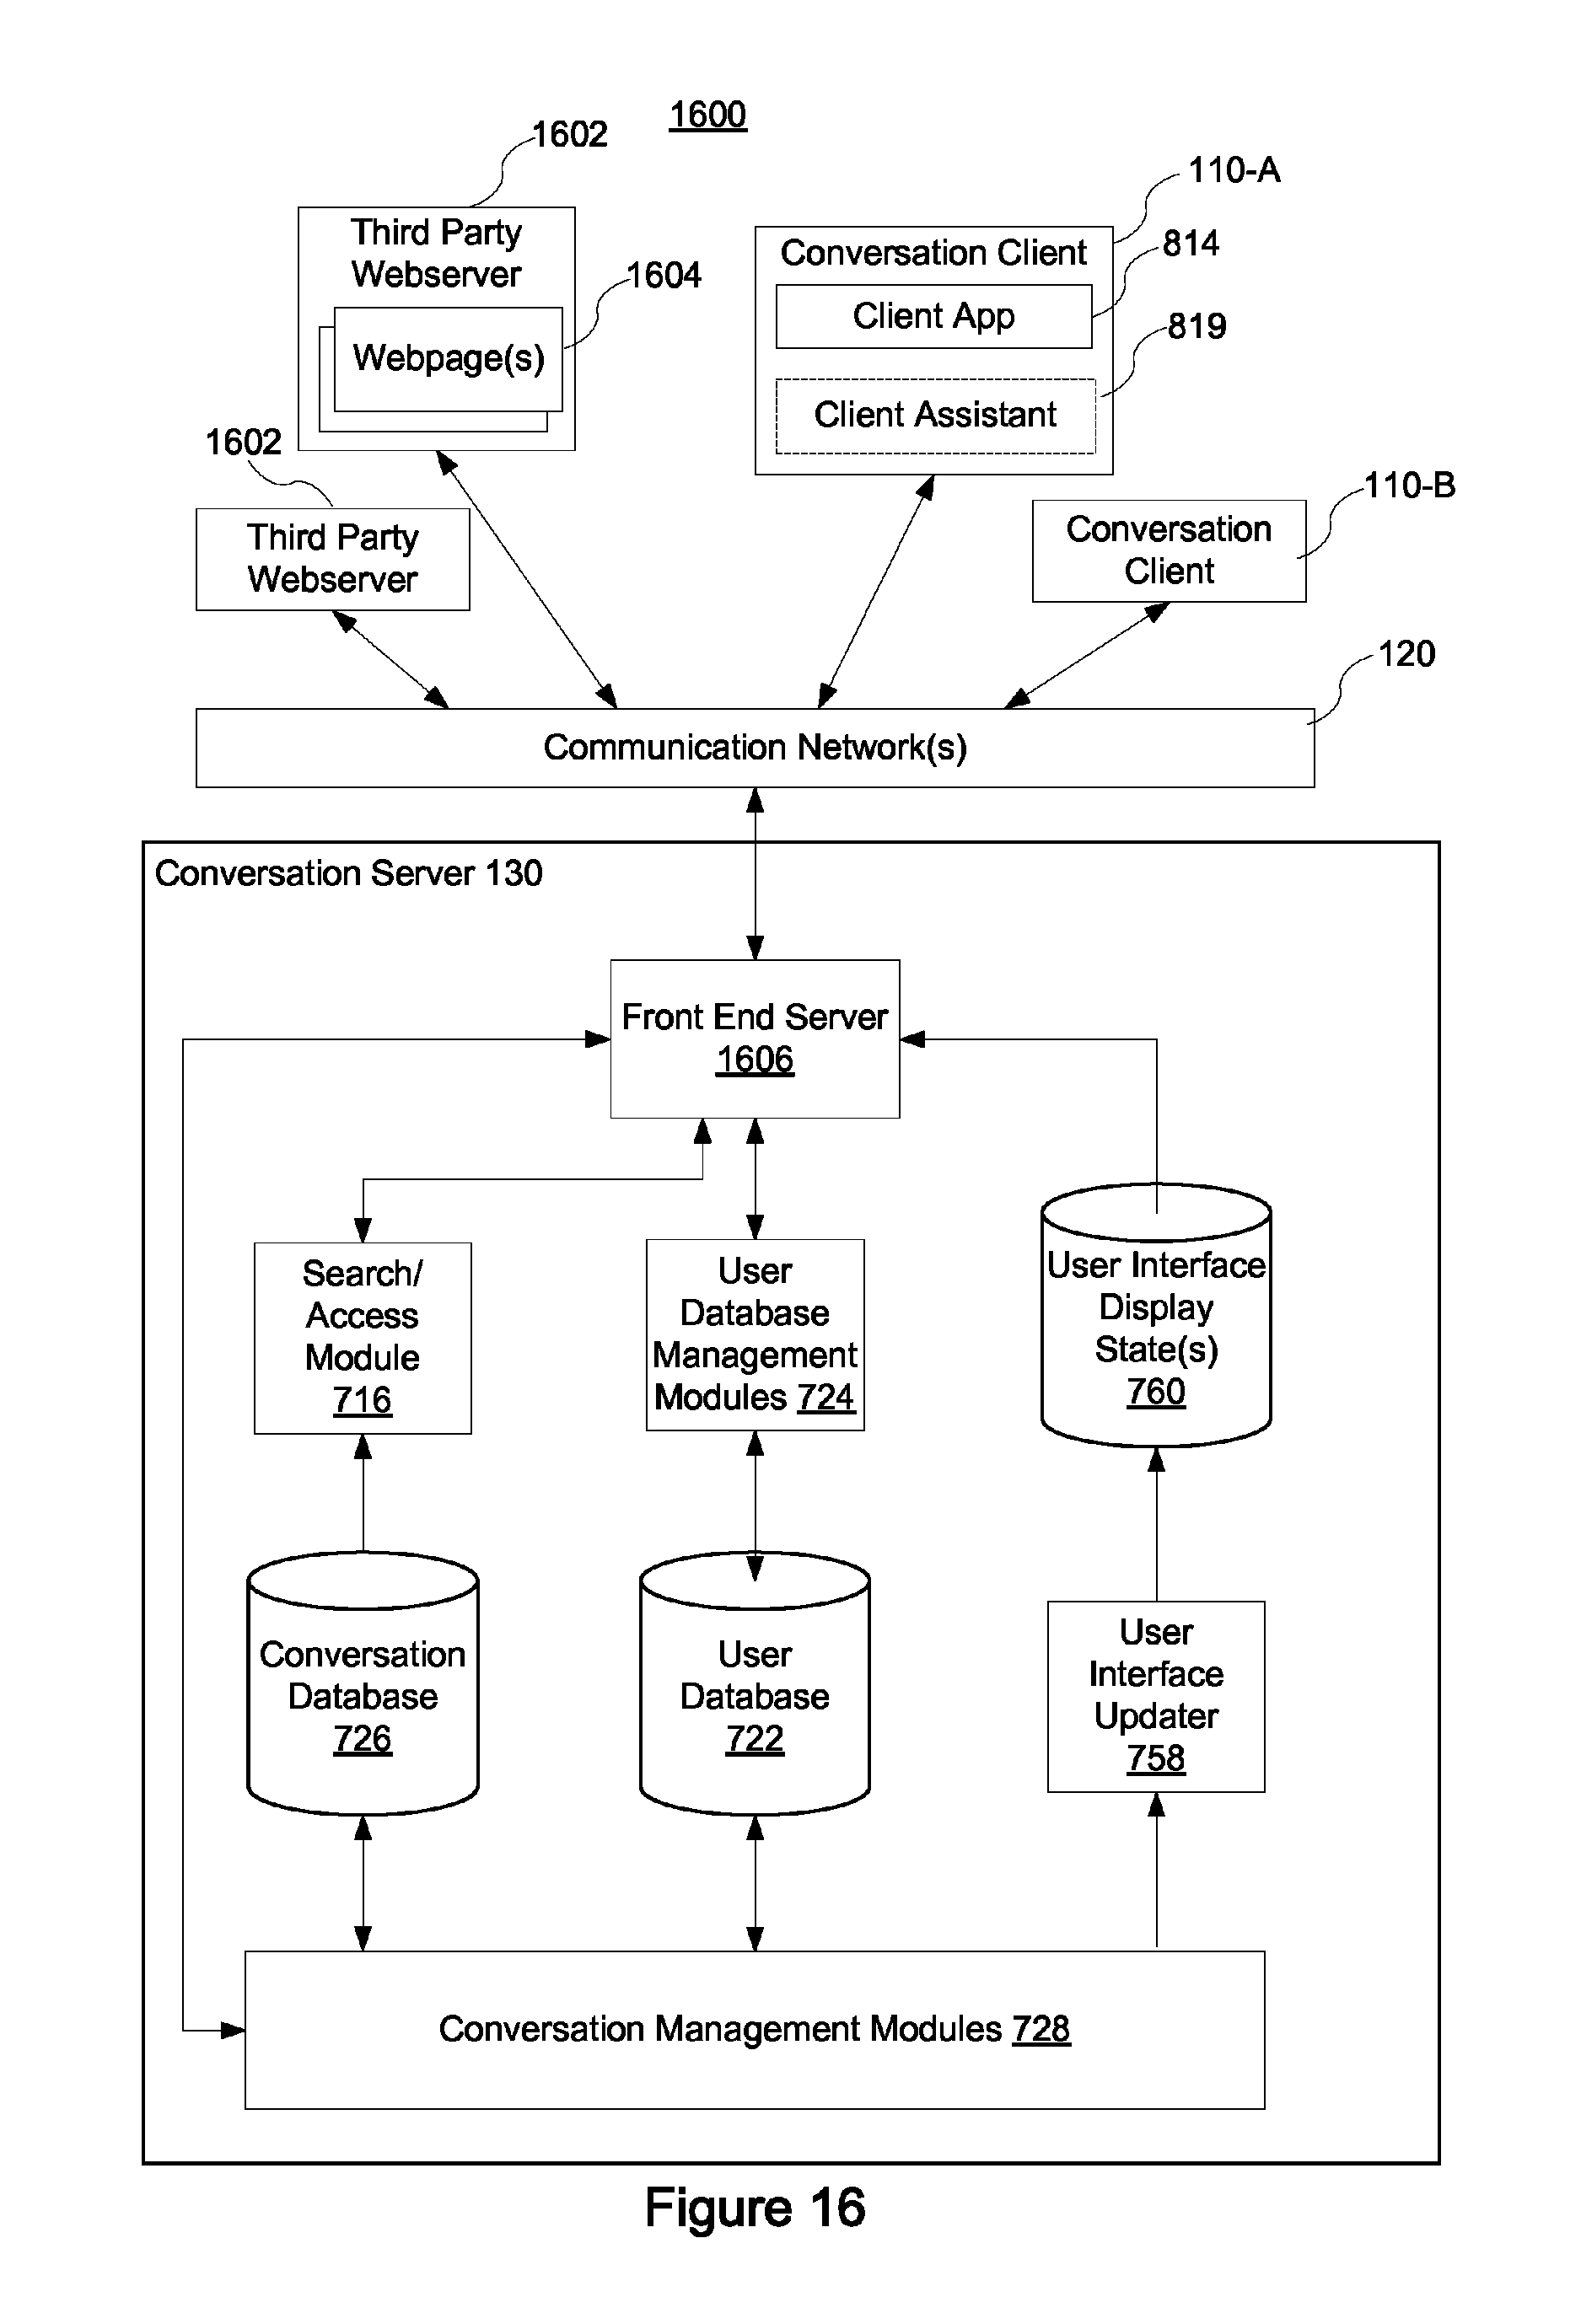 1600
1602
110-A
Third Party
Webserver
1604
Webpage(s)
Conversation Client
814
Client App
819
Client Assistant
1602
Third Party
Webserver
110-B
Conversation
Client
120
Communication Network(s)
Conversation Server 130
Front End Server
1606
Search/
Access
Module
716
User
Database
Management
Modules 724
User Interface
Display
State(s)
760
Conversation
Database
726
User
Database
722
User
Interface
Updater
758
Conversation Management Modules 728
Figure 16